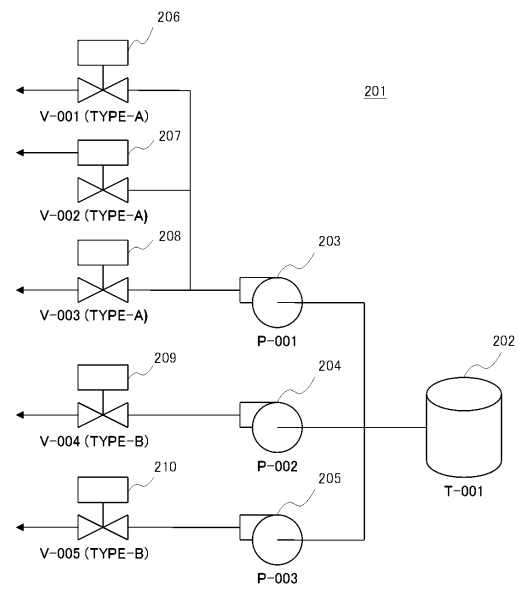 206
201
V-001 (TYPE-A)
207
V-002 (TYPE-A)
208
203
V-003 (TYPE-A)
P-001
202
209
204
V-004 (TYPE-B)
P-002
T-001
210
205
V-005 (TYPE-B)
P-003